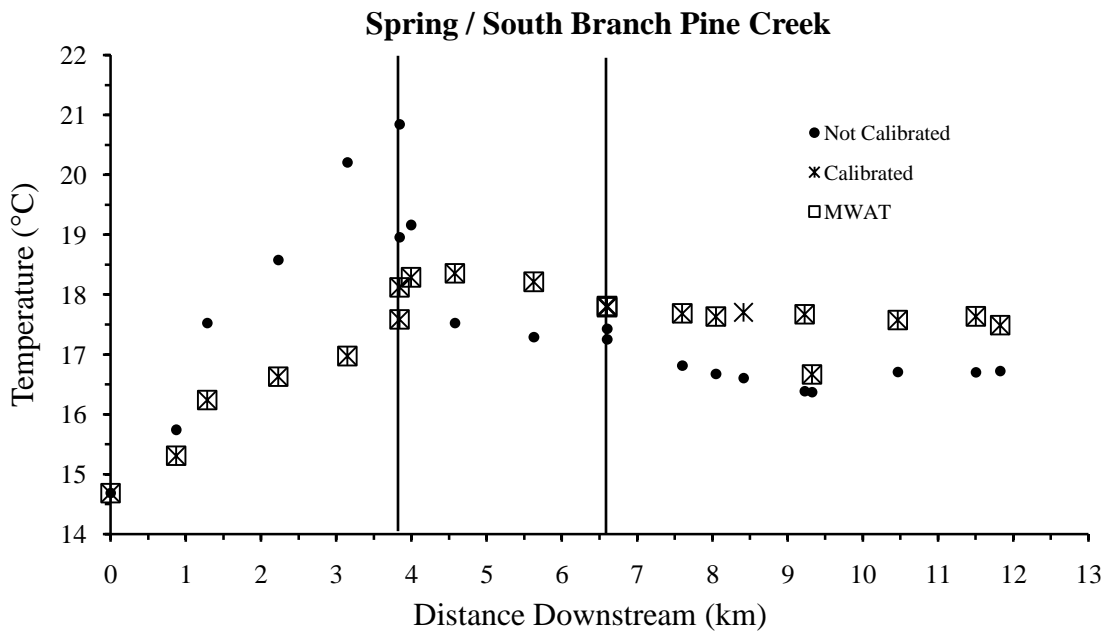 Spring / South Branch Pine Creek
22
21
20
19
18
17
16
15
14
Temperature (°C)
Not Calibrated
Calibrated
MWAT
0 1 2 3 4 5 6 7 8 9 10 11 12 13
Distance Downstream (km)